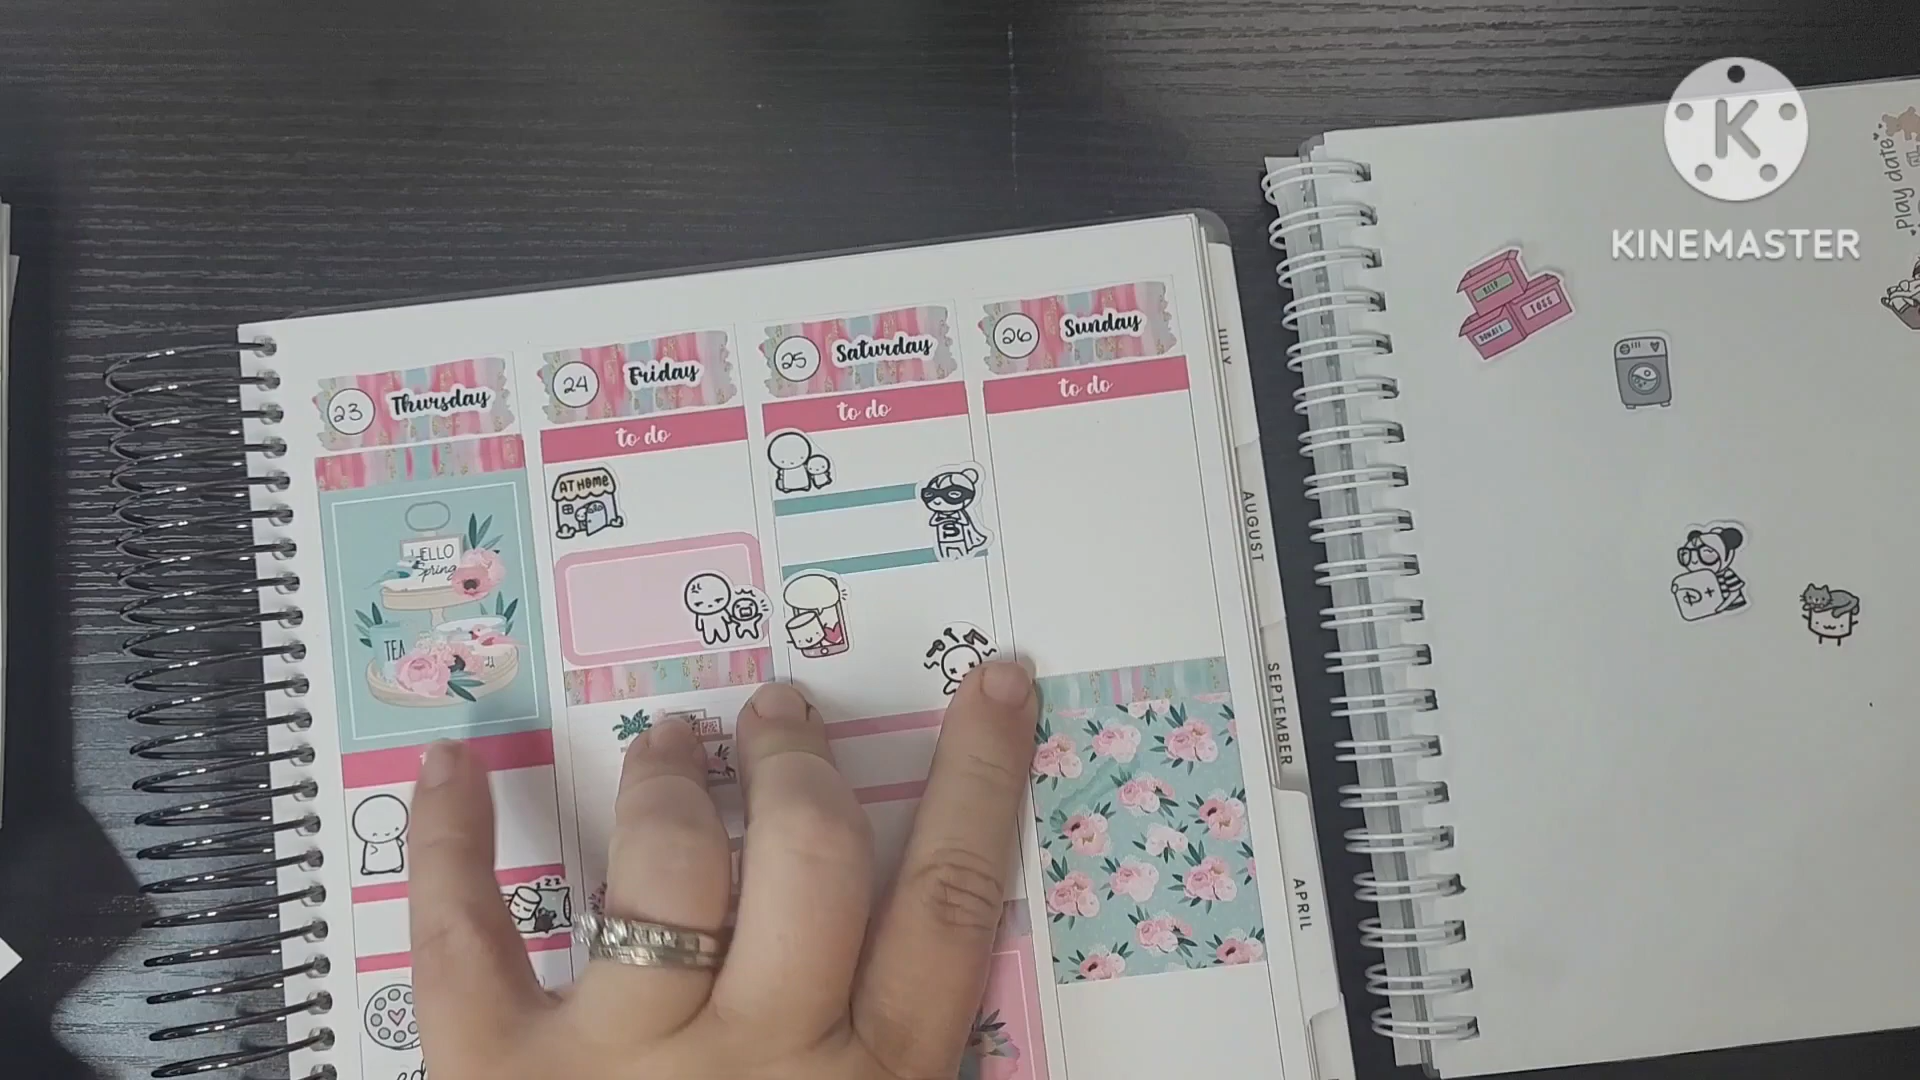 K
KINEMASTER
Play date
KEEP
TOSS
DONATE
JULY
AUGUST
SEPTEMBER
APRIL
23 Thursday
24 Friday
to do
AT HOME
25 Saturday
to do
S
26 Sunday
to do
HELLO
Spring
TEA
zzz
D+